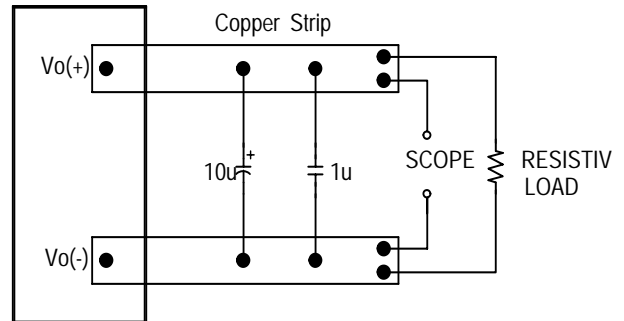 Copper Strip
Vo(+)
10u
+
1u
SCOPE
RESISTIV
LOAD
Vo(-)